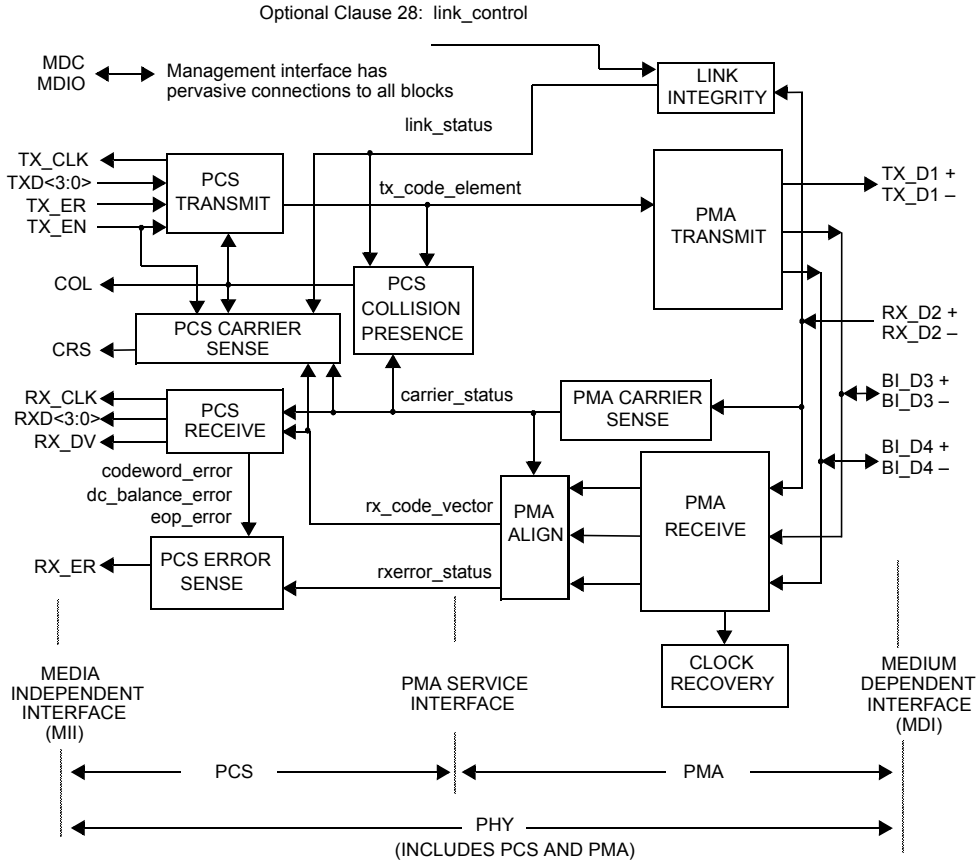 Optional Clause 28: link_control
MDC
MDIO
Management interface has
pervasive connections to all blocks
LINK
INTEGRITY
link_status
TX_CLK
TXD<3:0>
TX_ER
TX_EN
PCS
TRANSMIT
tx_code_element
PMA
TRANSMIT
TX_D1 +
TX_D1 –
COL
PCS
COLLISION
PRESENCE
PCS CARRIER
SENSE
CRS
RX_D2 +
RX_D2 –
RX_CLK
RXD<3:0>
RX_DV
PCS
RECEIVE
carrier_status
PMA CARRIER
SENSE
BI_D3 +
BI_D3 –
BI_D4 +
BI_D4 –
codeword_error
dc_balance_error
eop_error
rx_code_vector
PMA
ALIGN
PMA
RECEIVE
RX_ER
PCS ERROR
SENSE
rxerror_status
CLOCK
RECOVERY
MEDIA
INDEPENDENT
INTERFACE
(MII)
PMA SERVICE
INTERFACE
MEDIUM
DEPENDENT
INTERFACE
(MDI)
PCS
PMA
PHY
(INCLUDES PCS AND PMA)